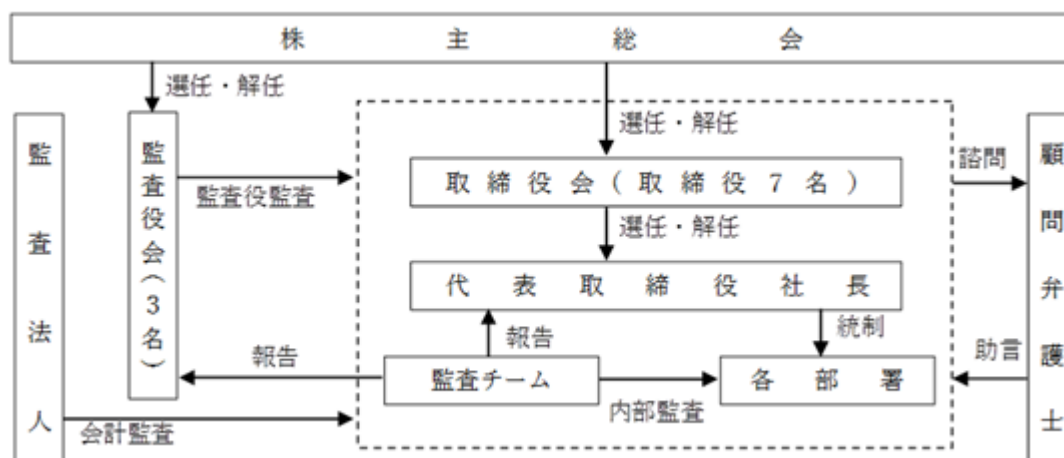 株主総会
選任・解任
選任・解任
監査法人
監査役会(3名)
監査役監査
取締役会(取締役7名)
諮問
顧問弁護士
選任・解任
代表取締役社長
報告
統制
助言
報告
監査チーム
各部署
内部監査
会計監査